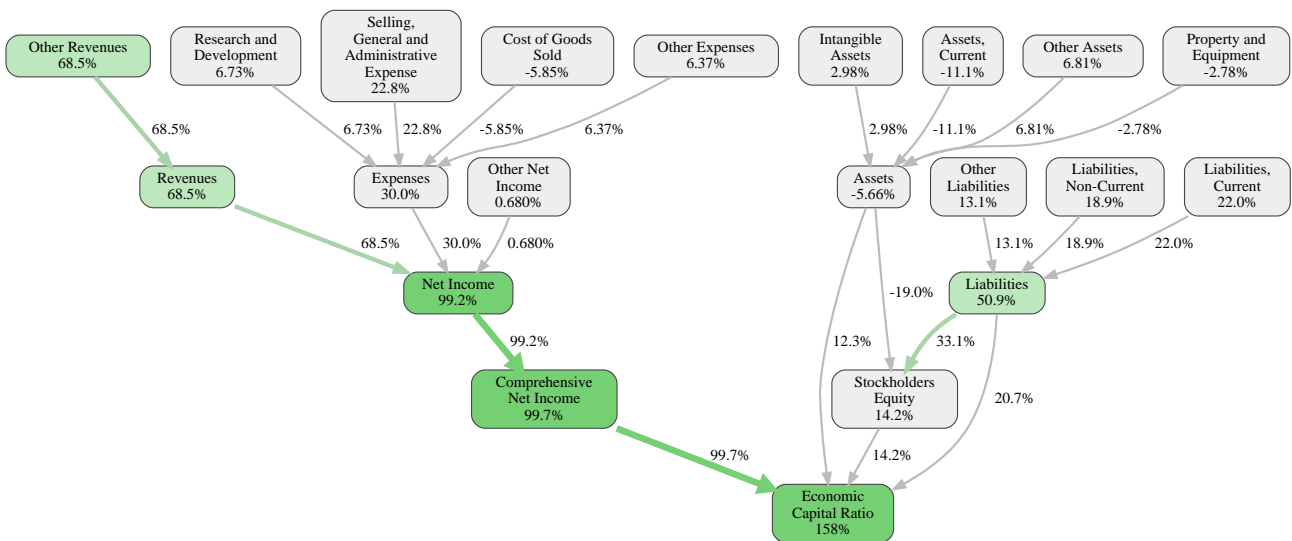 Other Revenues
68.5%
Research and
Development
6.73%
Selling,
General and
Administrative
Expense
22.8%
Cost of Goods
Sold
-5.85%
Other Expenses
6.37%
Intangible
Assets
2.98%
Assets,
Current
-11.1%
Other Assets
6.81%
Property and
Equipment
-2.78%
68.5%
6.73%
22.8%
-5.85%
6.37%
2.98%
-11.1%
6.81%
-2.78%
Revenues
68.5%
Expenses
30.0%
Other Net
Income
0.680%
Assets
-5.66%
Other
Liabilities
13.1%
Liabilities,
Non-Current
18.9%
Liabilities,
Current
22.0%
68.5%
30.0%
0.680%
13.1%
18.9%
22.0%
Net Income
99.2%
-19.0%
Liabilities
50.9%
99.2%
12.3%
33.1%
20.7%
Comprehensive
Net Income
99.7%
Stockholders
Equity
14.2%
99.7%
14.2%
Economic
Capital Ratio
158%